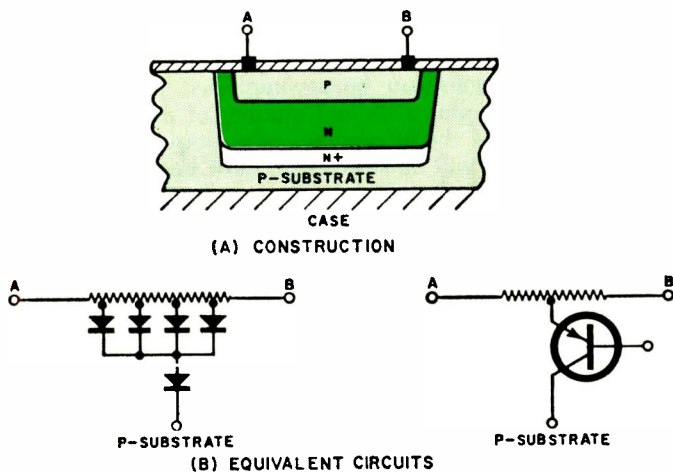 A B
P
N
N+
P-SUBSTRATE
CASE
(A) CONSTRUCTION
A B A B
P-SUBSTRATE P-SUBSTRATE
(B) EQUIVALENT CIRCUITS